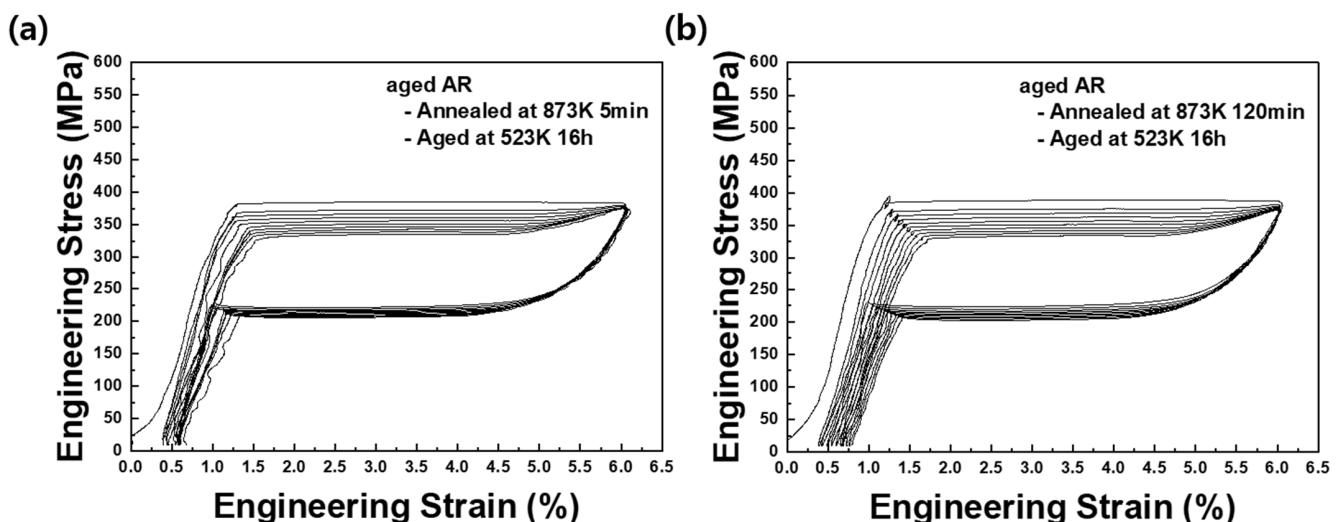 (a)
Engineering Stress (MPa)
600
550
500
450
400
350
300
250
200
150
100
50
0
aged AR
- Annealed at 873K 5min
- Aged at 523K 16h
0.0 0.5 1.0 1.5 2.0 2.5 3.0 3.5 4.0 4.5 5.0 5.5 6.0 6.5
Engineering Strain (%)
(b)
Engineering Stress (MPa)
600
550
500
450
400
350
300
250
200
150
100
50
0
aged AR
- Annealed at 873K 120min
- Aged at 523K 16h
0.0 0.5 1.0 1.5 2.0 2.5 3.0 3.5 4.0 4.5 5.0 5.5 6.0 6.5
Engineering Strain (%)